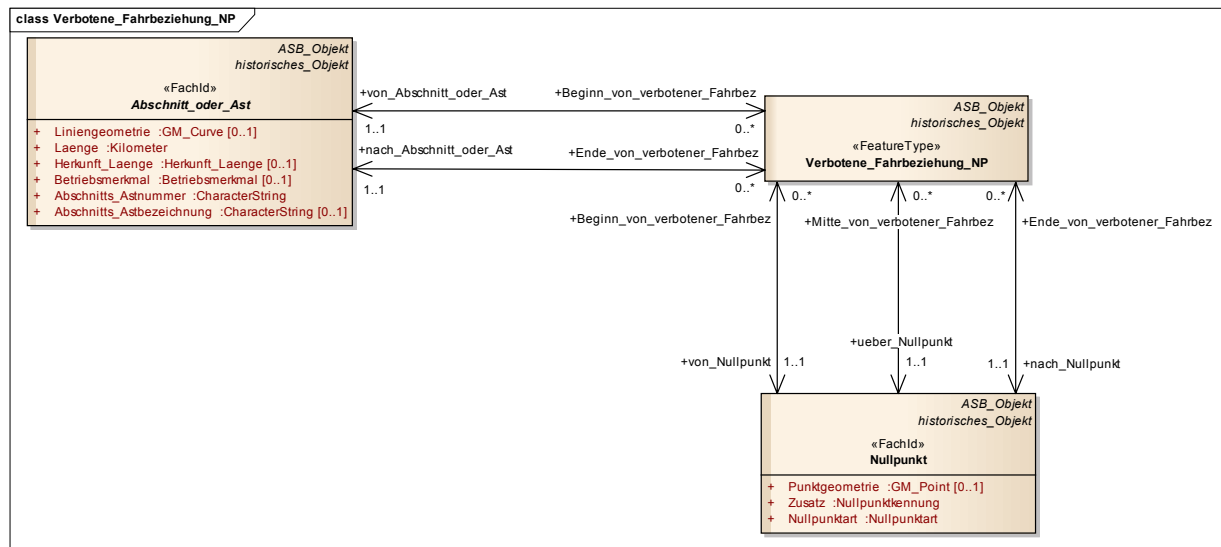 class Verbotene_Fahrbeziehung_NP
ASB_Objekt
historisches_Objekt
«FachId»
Abschnitt_oder_Ast
+ Liniengeometrie :GM_Curve [0..1]
+ Laenge :Kilometer
+ Herkunft_Laenge :Herkunft_Laenge [0..1]
+ Betriebsmerkmal :Betriebsmerkmal [0..1]
+ Abschnitts_Astnummer :CharacterString
+ Abschnitts_Astbezeichnung :CharacterString [0..1]
+von_Abschnitt_oder_Ast +Beginn_von_verbotener_Fahrbez
1..1 0..*
+nach_Abschnitt_oder_Ast +Ende_von_verbotener_Fahrbez
1..1 0..*
ASB_Objekt
historisches_Objekt
«FeatureType»
Verbotene_Fahrbeziehung_NP
0..* 0..* 0..*
+Beginn_von_verbotener_Fahrbez +Mitte_von_verbotener_Fahrbez +Ende_von_verbotener_Fahrbez
+ueber_Nullpunkt
+von_Nullpunkt 1..1 1..1 1..1 +nach_Nullpunkt
ASB_Objekt
historisches_Objekt
«FachId»
Nullpunkt
+ Punktgeometrie :GM_Point [0..1]
+ Zusatz :Nullpunktkennung
+ Nullpunktart :Nullpunktart